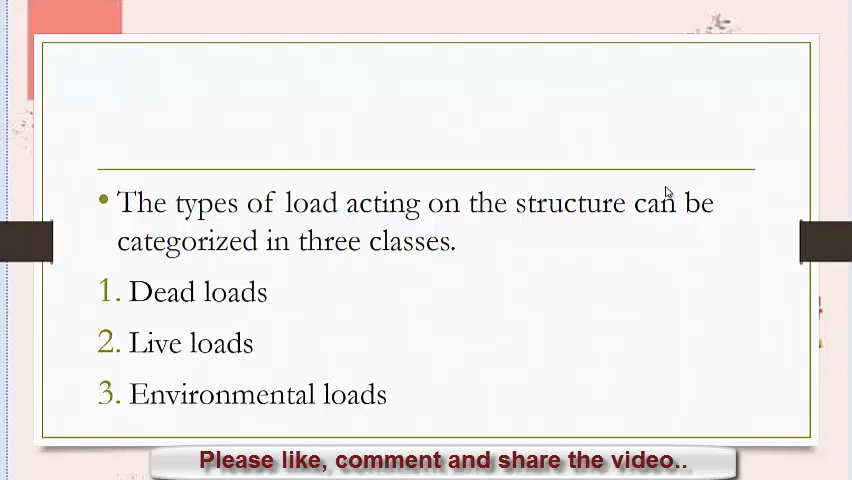 • The types of load acting on the structure can be
categorized in three classes.
1. Dead loads
2. Live loads
3. Environmental loads
Please like, comment and share the video..